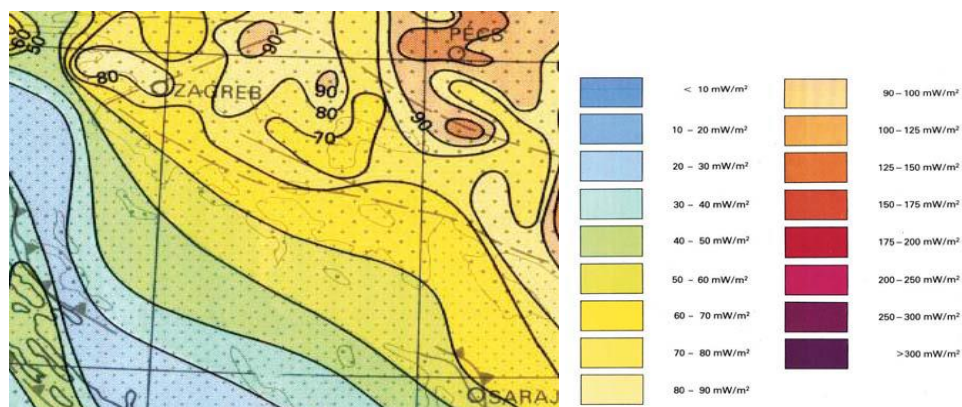 60
50
80
ZAGREB
90
90
80
70
PÉCS
90
SARAJ
< 10 mW/m²
10 – 20 mW/m²
20 – 30 mW/m²
30 – 40 mW/m²
40 – 50 mW/m²
50 – 60 mW/m²
60 – 70 mW/m²
70 – 80 mW/m²
80 – 90 mW/m²
90 – 100 mW/m²
100 – 125 mW/m²
125 – 150 mW/m²
150 – 175 mW/m²
175 – 200 mW/m²
200 – 250 mW/m²
250 – 300 mW/m²
>300 mW/m²